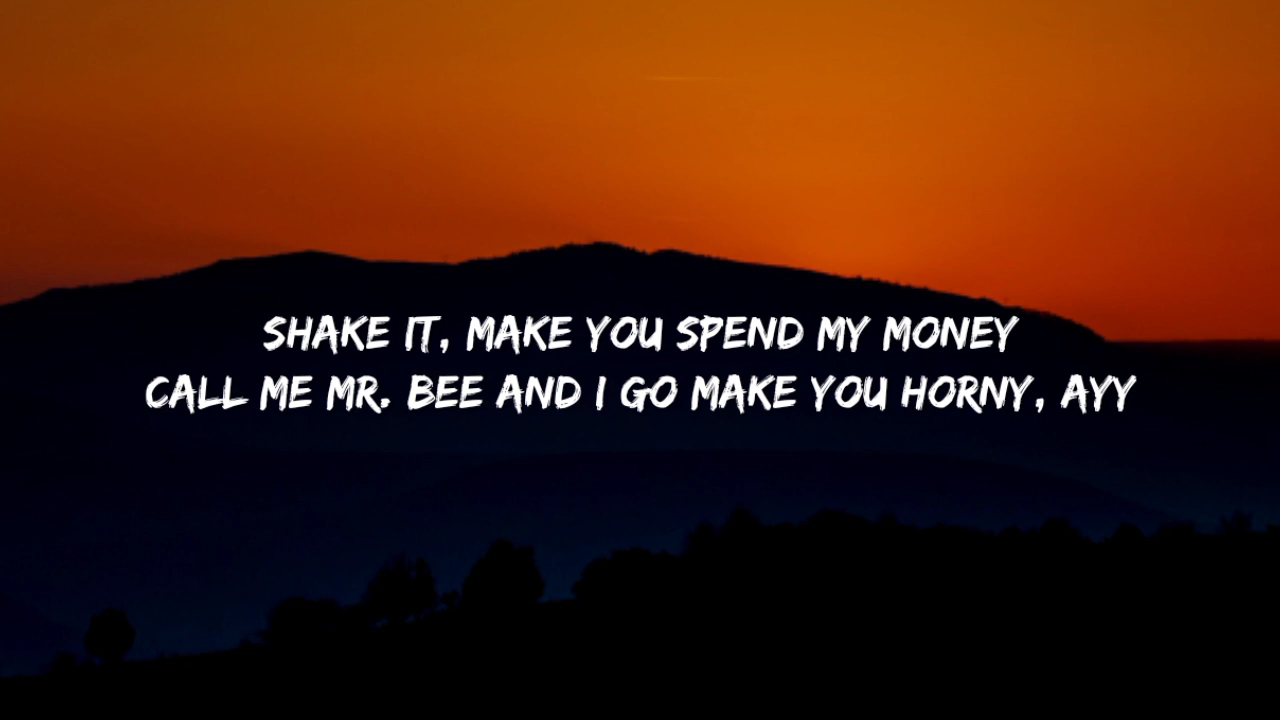 SHAKE IT, MAKE YOU SPEND MY MONEY
CALL ME MR. BEE AND I GO MAKE YOU HORNY, AYY